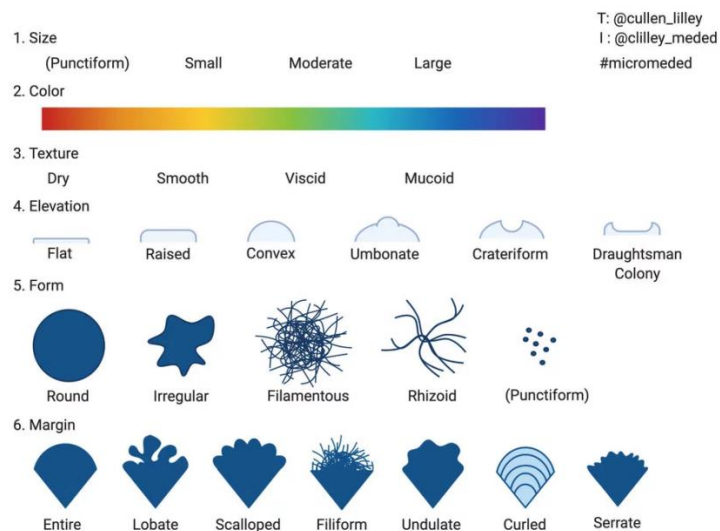 T: @cullen_lilley
I : @clilley_meded
#micromeded
1. Size
(Punctiform) Small Moderate Large
2. Color
3. Texture
Dry Smooth Viscid Mucoid
4. Elevation
Flat Raised Convex Umbonate Crateriform Draughtsman
Colony
5. Form
Round Irregular Filamentous Rhizoid (Punctiform)
6. Margin
Entire Lobate Scalloped Filiform Undulate Curled Serrate